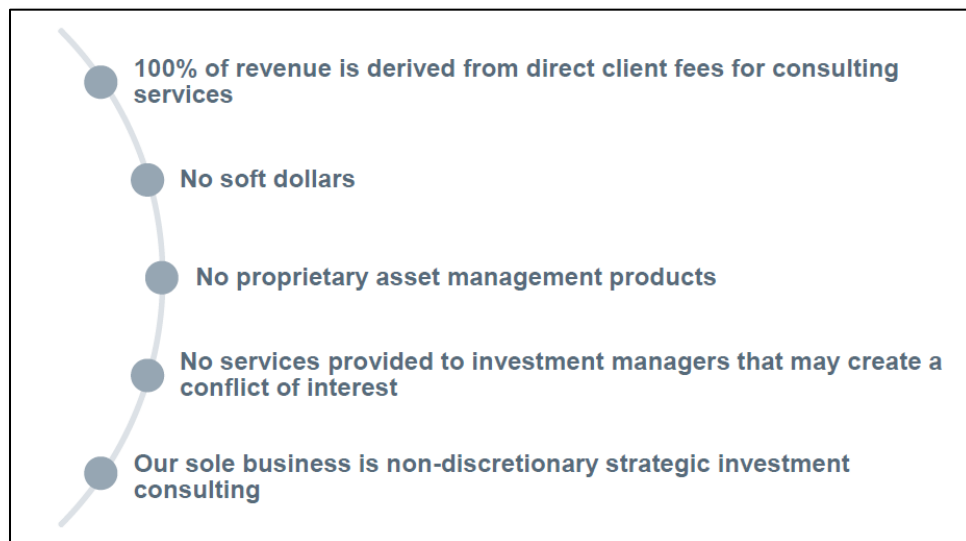 100% of revenue is derived from direct client fees for consulting
services
No soft dollars
No proprietary asset management products
No services provided to investment managers that may create a
conflict of interest
Our sole business is non-discretionary strategic investment
consulting